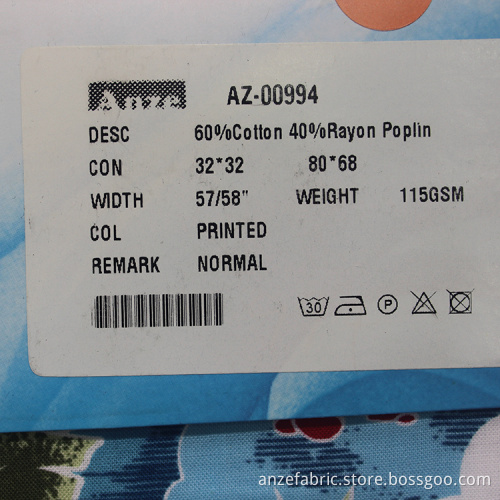 Anze AZ-00994
DESC 60%Cotton 40%Rayon Poplin
CON 32*32 80*68
WIDTH 57/58" WEIGHT 115GSM
COL PRINTED
REMARK NORMAL
30 P
anzefabric.store.bossgoo.com